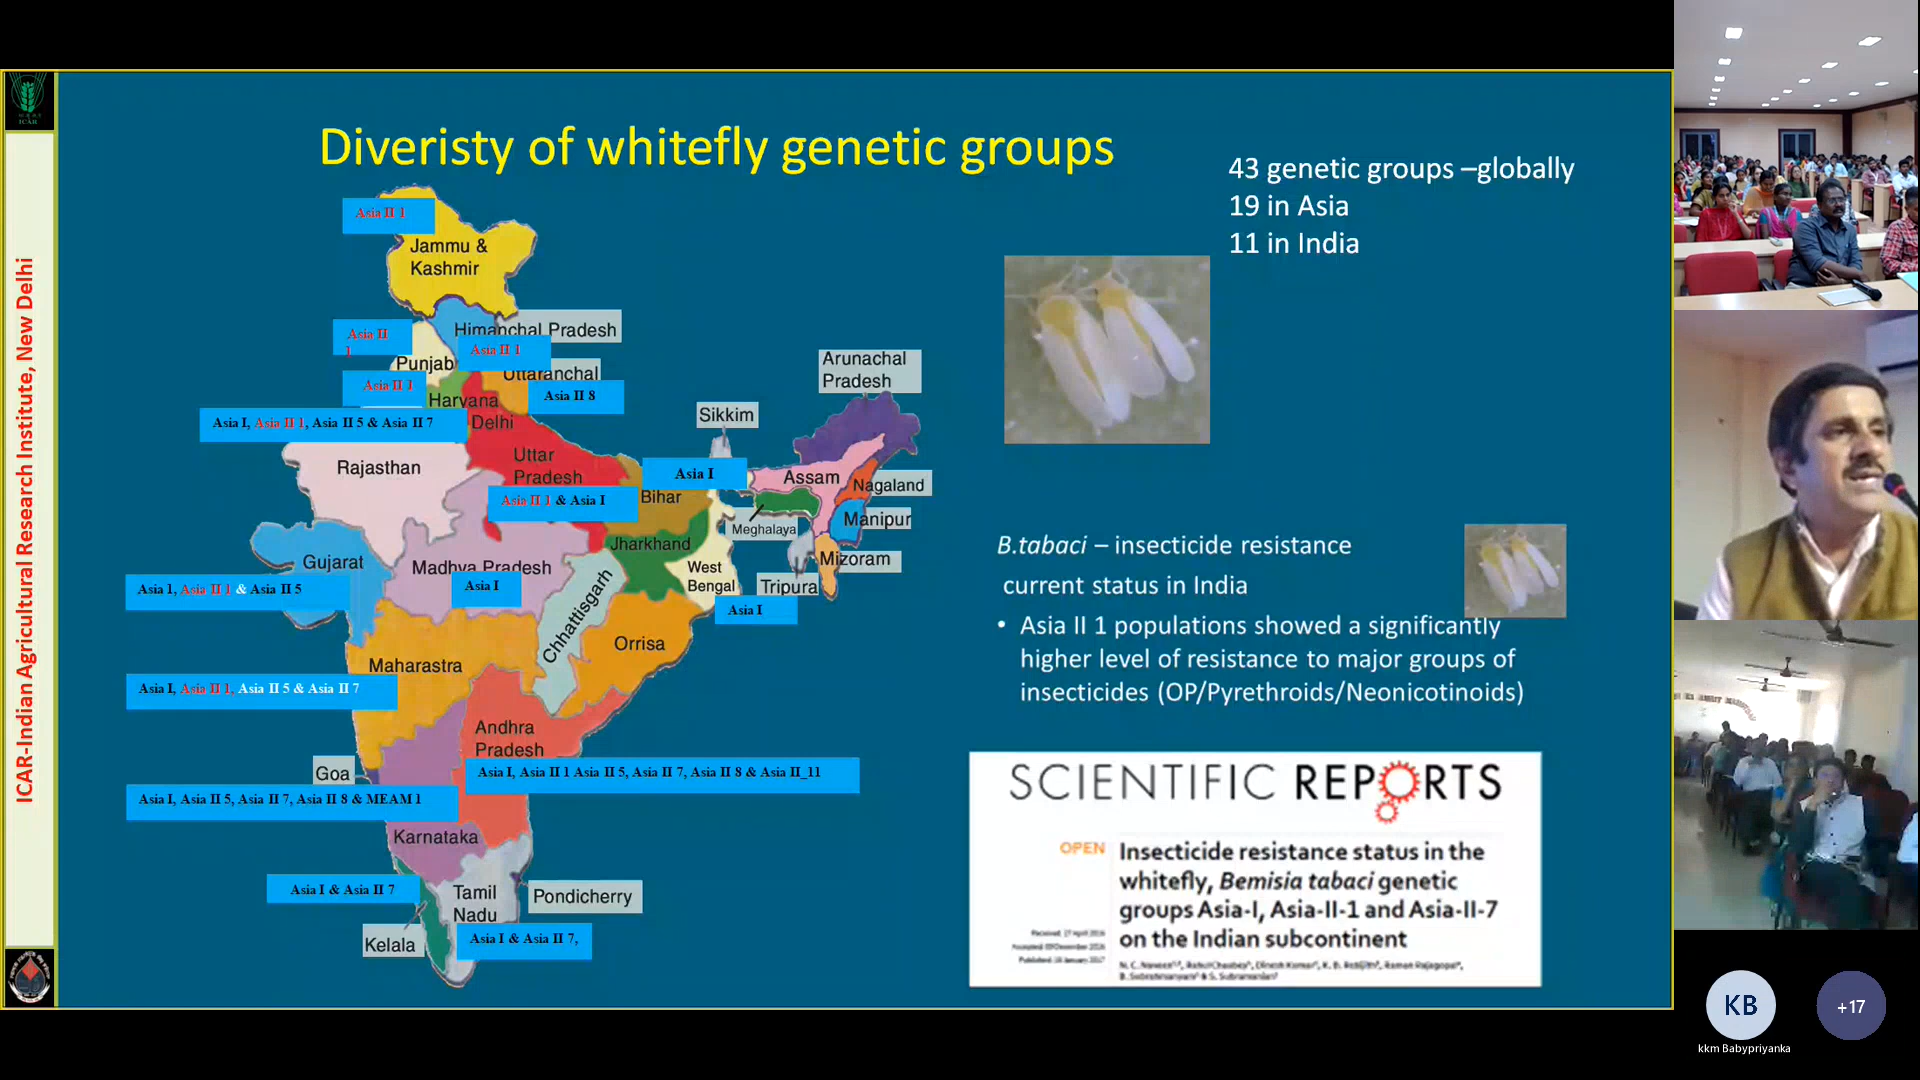 ICAR
ICAR-Indian Agricultural Research Institute, New Delhi
Diveristy of whitefly genetic groups
43 genetic groups –globally
19 in Asia
11 in India
Asia II 1
Jammu &
Kashmir
Himanchal Pradesh
Asia II
1
Asia II 1
Punjab
Uttaranchal
Asia II 1
Asia II 8
Haryana
Delhi
Asia I, Asia II 1, Asia II 5 & Asia II 7
Arunachal
Pradesh
Sikkim
Rajasthan
Uttar
Pradesh
Asia I
Assam
Nagaland
Asia II 1 & Asia I
Bihar
Meghalaya
Manipur
Jharkhand
Gujarat
Madhya Pradesh
Mizoram
West
Bengal
Tripura
Asia I
Asia 1, Asia II 1 & Asia II 5
Chhattisgarh
Asia I
Orrisa
Maharastra
Asia I, Asia II 1, Asia II 5 & Asia II 7
Andhra
Pradesh
Goa
Asia I, Asia II 1 Asia II 5, Asia II 7, Asia II 8 & Asia II_11
Asia I, Asia II 5, Asia II 7, Asia II 8 & MEAM 1
Karnataka
Asia I & Asia II 7
Tamil
Nadu
Pondicherry
Kelala
Asia I & Asia II 7,
B.tabaci – insecticide resistance
current status in India
• Asia II 1 populations showed a significantly
higher level of resistance to major groups of
insecticides (OP/Pyrethroids/Neonicotinoids)
SCIENTIFIC REPORTS
OPEN
Insecticide resistance status in the
whitefly, Bemisia tabaci genetic
groups Asia-I, Asia-II-1 and Asia-II-7
on the Indian subcontinent
KB
+17
kkm Babypriyanka